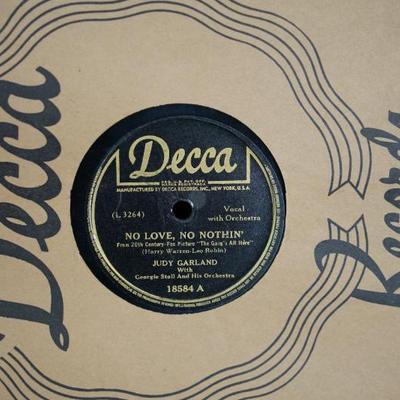 Decca
Records
Decca
MANUFACTURED BY DECCA RECORDS, INC., NEW YORK, U.S.A.
(L 3264)
Vocal
with Orchestra
NO LOVE, NO NOTHIN'
From 20th Century-Fox Picture "The Gang's All Here"
(Harry Warren-Leo Robin)
JUDY GARLAND
With
Georgie Stoll And His Orchestra
18584 A